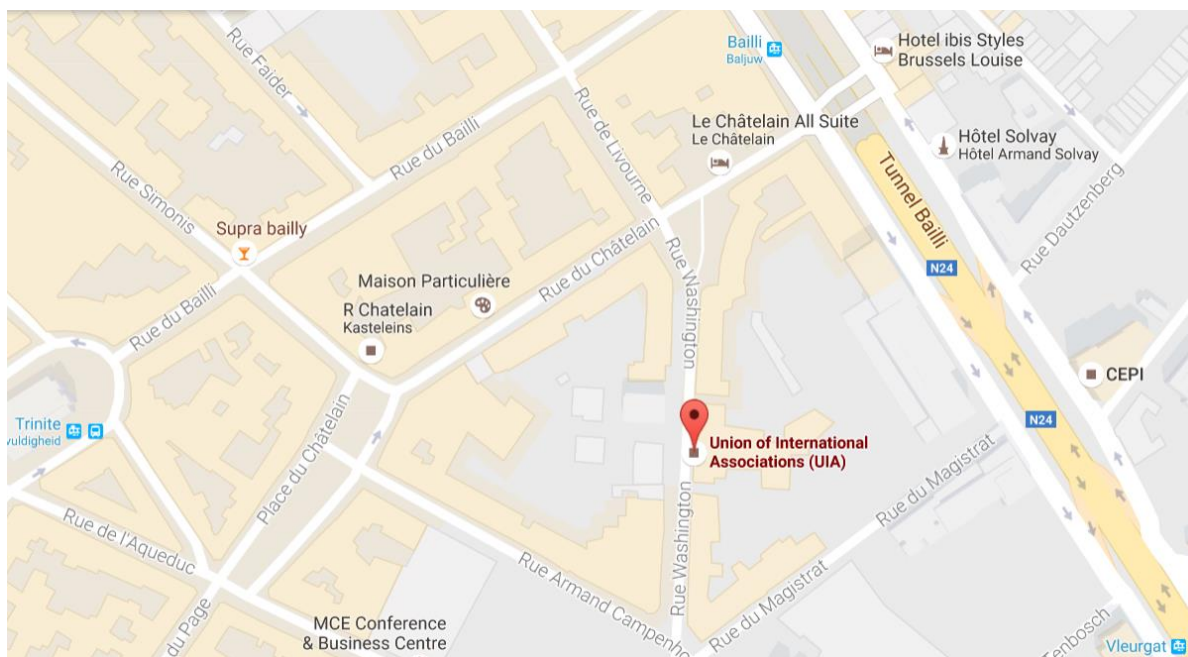 Rue Faider
Bailli
Baljuw
Hotel ibis Styles
Brussels Louise
Rue de Livourne
Rue du Bailli
Le Châtelain All Suite
Le Châtelain
Hôtel Solvay
Hôtel Armand Solvay
Rue Simonis
Tunnel Bailli
Rue Dautzenberg
Supra bailly
Rue du Châtelain
Rue Washington
N24
Maison Particulière
R Chatelain
Kasteleins
Rue du Bailli
CEPI
Trinite
vuldigheid
Place du Châtelain
N24
Union of International
Associations (UIA)
Rue du Magistrat
Rue de l'Aqueduc
Rue Washington
Rue Armand Campenho
Rue du Magistrat
MCE Conference
& Business Centre
du Page
Tenbosch
Vleurgat